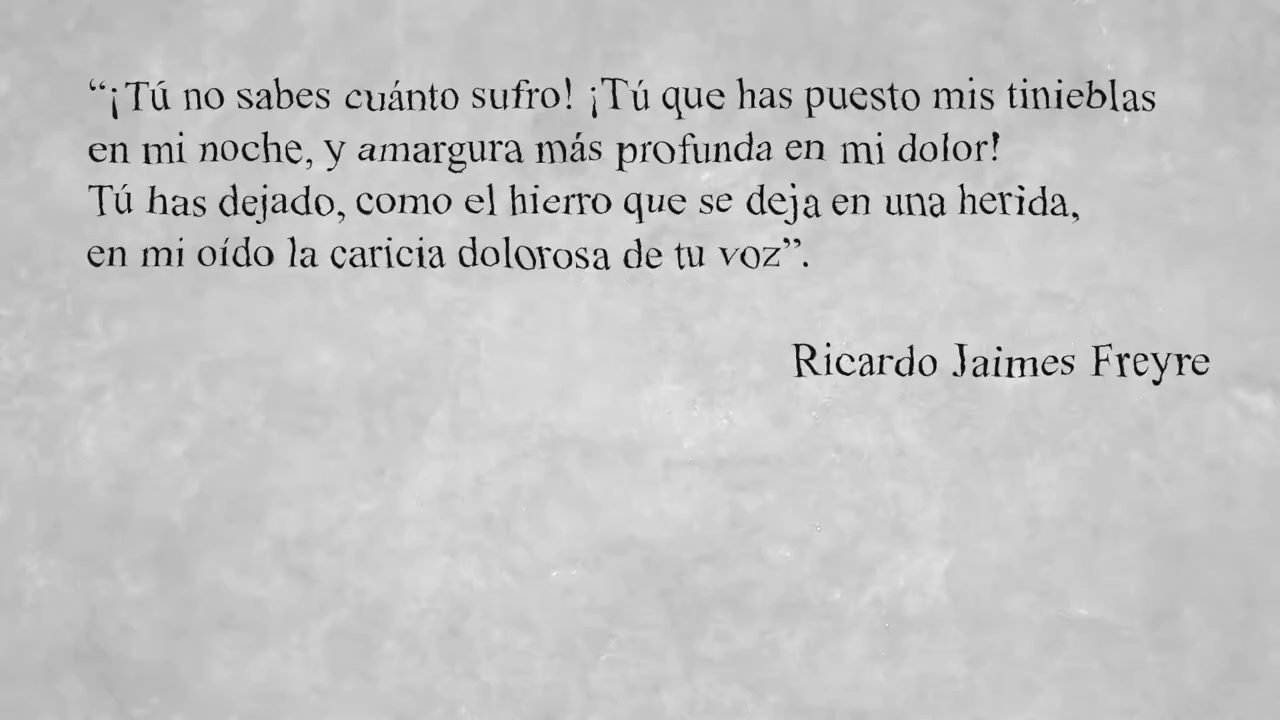 “¡Tú no sabes cuánto sufro! ¡Tú que has puesto mis tinieblas
en mi noche, y amargura más profunda en mi dolor!
Tú has dejado, como el hierro que se deja en una herida,
en mi oído la caricia dolorosa de tu voz”.
Ricardo Jaimes Freyre